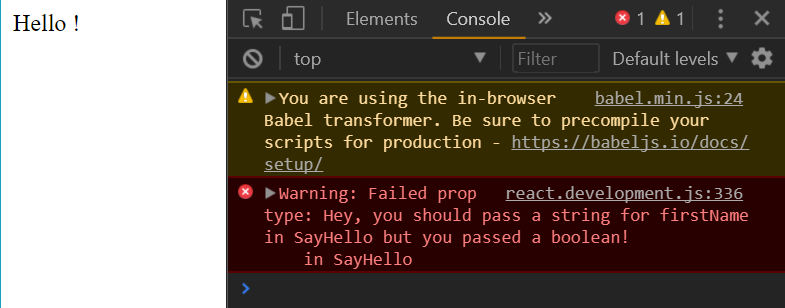 Hello !
Elements Console 1 1
top Filter Default levels
You are using the in-browser babel.min.js:24
Babel transformer. Be sure to precompile your
scripts for production - https://babeljs.io/docs/
setup/
Warning: Failed prop react.development.js:336
type: Hey, you should pass a string for firstName
in SayHello but you passed a boolean!
in SayHello